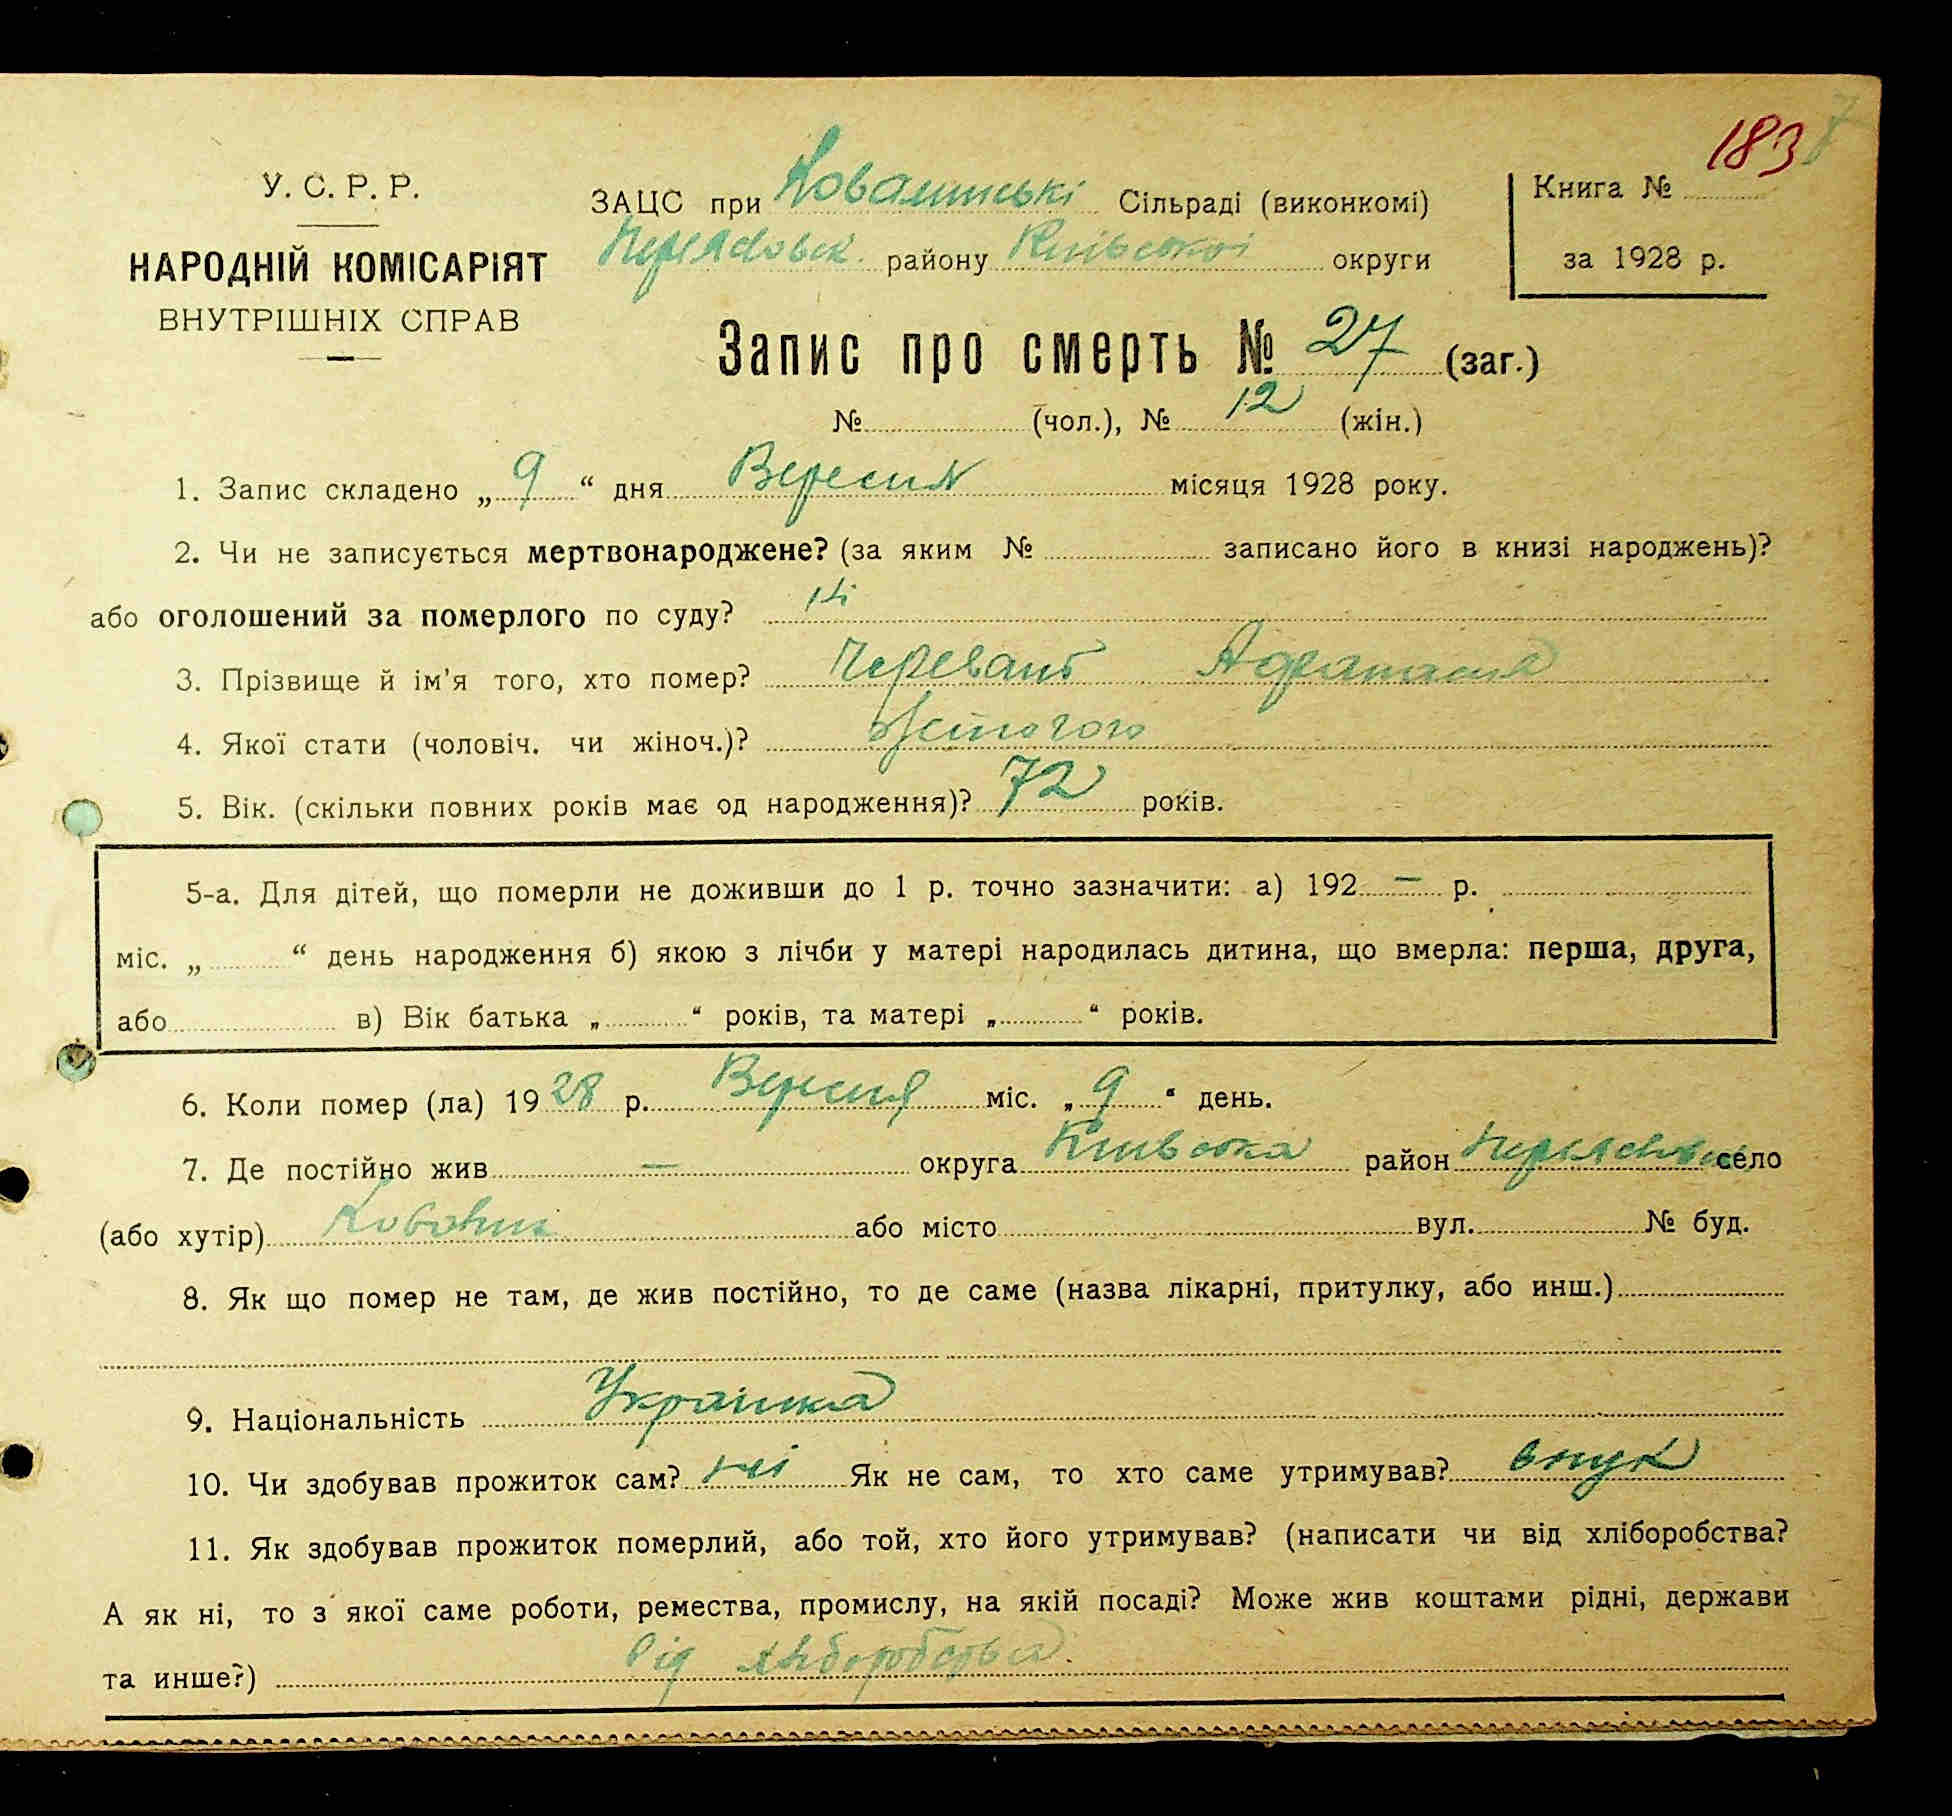 183 7
У. С. Р. Р.
НАРОДНІЙ КОМІСАРІЯТ
ВНУТРІШНІХ СПРАВ
ЗАЦС при Ковалинські Сільраді (виконкомі)
Переясловск. району Київської округи
Книга №
за 1928 р.
Запис про смерть № 27 (заг.)
№ (чол.), № 12 (жін.)
1. Запис складено „ 9 “ дня Вересня місяця 1928 року.
2. Чи не записується мертвонароджене? (за яким № записано його в книзі народжень)?
або оголошений за померлого по суду? ні
3. Прізвище й ім'я того, хто помер? Черевань
4. Якої стати (чоловіч. чи жіноч.)? Жіночого
5. Вік. (скільки повних років має од народження)? 72 років.
5-а. Для дітей, що померли не доживши до 1 р. точно зазначити: а) 192 — р.
міс. „ “ день народження б) якою з лічби у матері народилась дитина, що вмерла: перша, друга,
або в) Вік батька „ “ років, та матері „ “ років.
6. Коли помер (ла) 1928 р. Вересня міс. „ 9 “ день.
7. Де постійно жив — округа Київська район село
(або хутір) Ковалин або місто вул. № буд.
8. Як що помер не там, де жив постійно, то де саме (назва лікарні, притулку, або инш.)
9. Національність Українка
10. Чи здобував прожиток сам? ні Як не сам, то хто саме утримував? внук
11. Як здобував прожиток померлий, або той, хто його утримував? (написати чи від хліборобства?
А як ні, то з якої саме роботи, ремества, промислу, на якій посаді? Може жив коштами рідні, держави
та инше?) Від хліборобства.